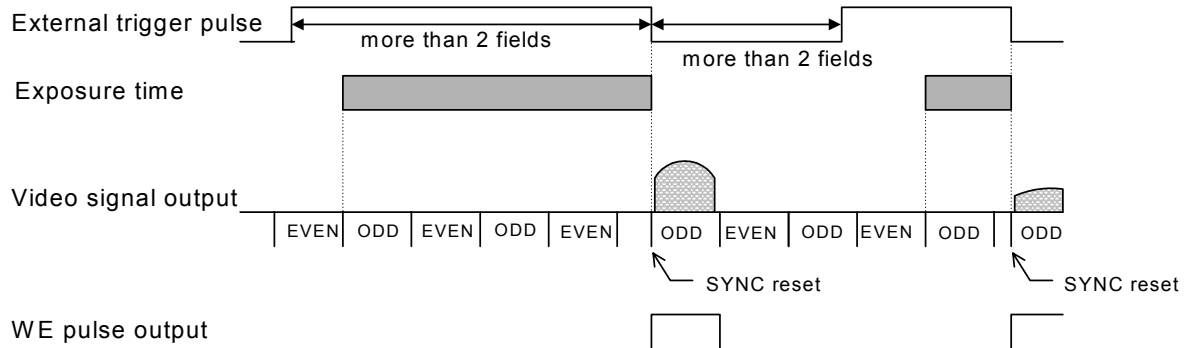 External trigger pulse
more than 2 fields
more than 2 fields
Exposure time
Video signal output
EVEN ODD EVEN ODD EVEN ODD EVEN ODD EVEN ODD ODD
SYNC reset SYNC reset
WE pulse output